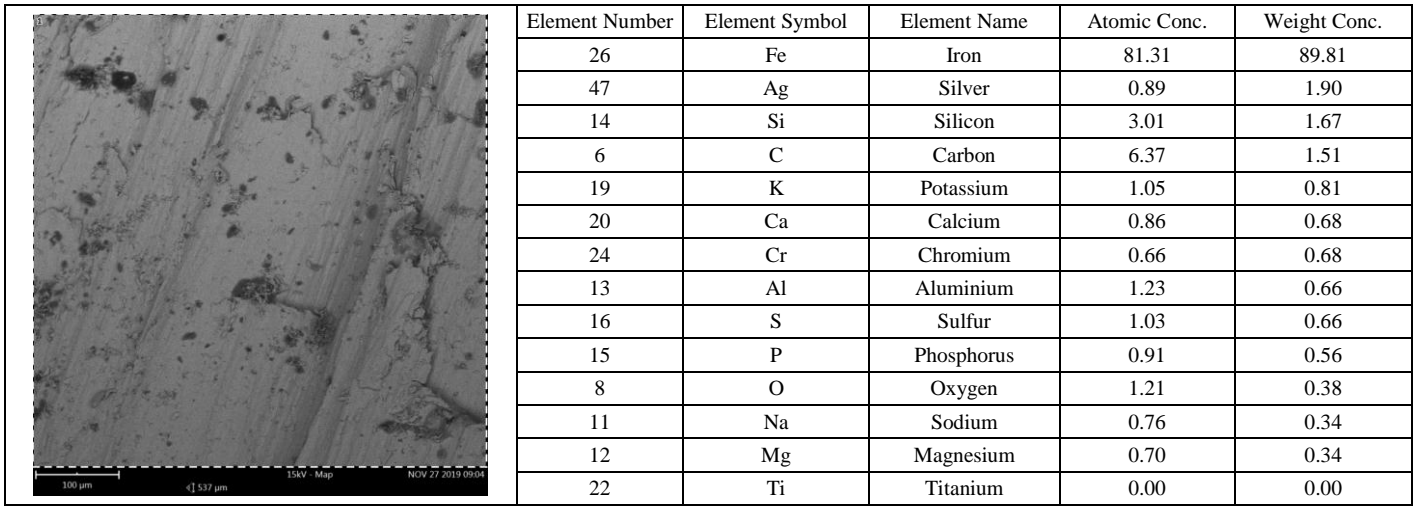 Element Number Element Symbol Element Name Atomic Conc. Weight Conc.
26 Fe Iron 81.31 89.81
47 Ag Silver 0.89 1.90
14 Si Silicon 3.01 1.67
6 C Carbon 6.37 1.51
19 K Potassium 1.05 0.81
20 Ca Calcium 0.86 0.68
24 Cr Chromium 0.66 0.68
13 Al Aluminium 1.23 0.66
16 S Sulfur 1.03 0.66
15 P Phosphorus 0.91 0.56
8 O Oxygen 1.21 0.38
11 Na Sodium 0.76 0.34
12 Mg Magnesium 0.70 0.34
22 Ti Titanium 0.00 0.00
15kV - Map NOV 27 2019 09:04
100 µm 537 µm